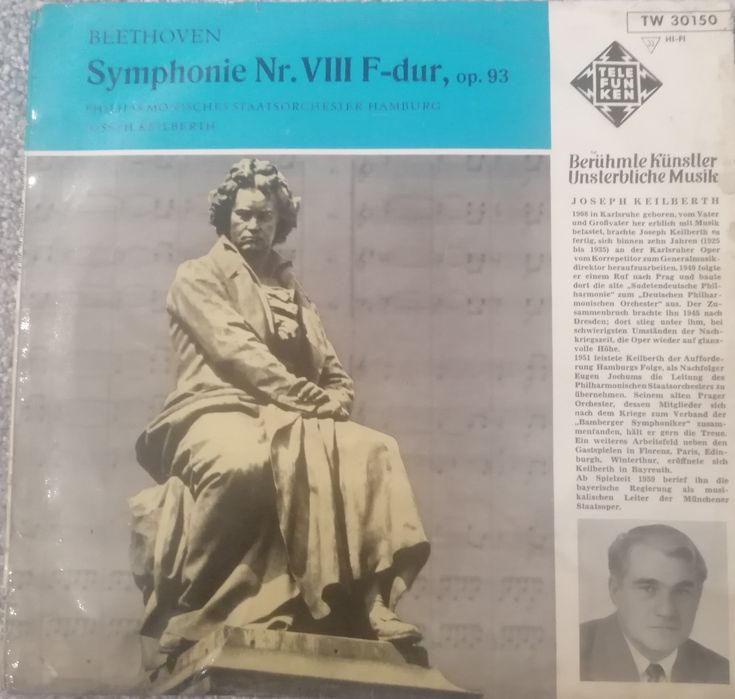 BEETHOVEN
Symphonie Nr. VIII F-dur, op. 93
PHILHARMONISCHES STAATSORCHESTER HAMBURG
JOSEPH KEILBERTH
TW 30150
HI-FI
TELE
FUN
KEN
Berühmte Künstler
Unsterbliche Musik
JOSEPH KEILBERTH
1908 in Karlsruhe geboren, vom Vater
und Großvater her erblich mit Musik
belastet, brachte Joseph Keilberth es
fertig, sich binnen zehn Jahren (1925
bis 1935) an der Karlsruher Oper
vom Korrepetitor zum Generalmusik-
direktor heraufzuarbeiten. 1940 folgte
er einem Ruf nach Prag und baute
dort die alte „Sudetendeutsche Phil-
harmonie" zum „Deutschen Philhar-
monischen Orchester" aus. Der Zu-
sammenbruch brachte ihn 1945 nach
Dresden; dort stieg unter ihm, bei
schwierigsten Umständen der Nach-
kriegszeit, die Oper wieder auf glanz-
volle Höhe.
1951 leistete Keilberth der Aufforde-
rung Hamburgs Folge, als Nachfolger
Eugen Jochums die Leitung des
Philharmonischen Staatsorchesters zu
übernehmen. Seinem alten Prager
Orchester, dessen Mitglieder sich
nach dem Kriege zum Verband der
„Bamberger Symphoniker" zusam-
menfanden, hält er gern die Treue.
Ein weiteres Arbeitsfeld neben den
Gastspielen in Florenz, Paris, Edin-
burgh, Winterthur, eröffnete sich
Keilberth in Bayreuth.
Ab Spielzeit 1959 berief ihn die
bayerische Regierung als musi-
kalischen Leiter der Münchener
Staatsoper.